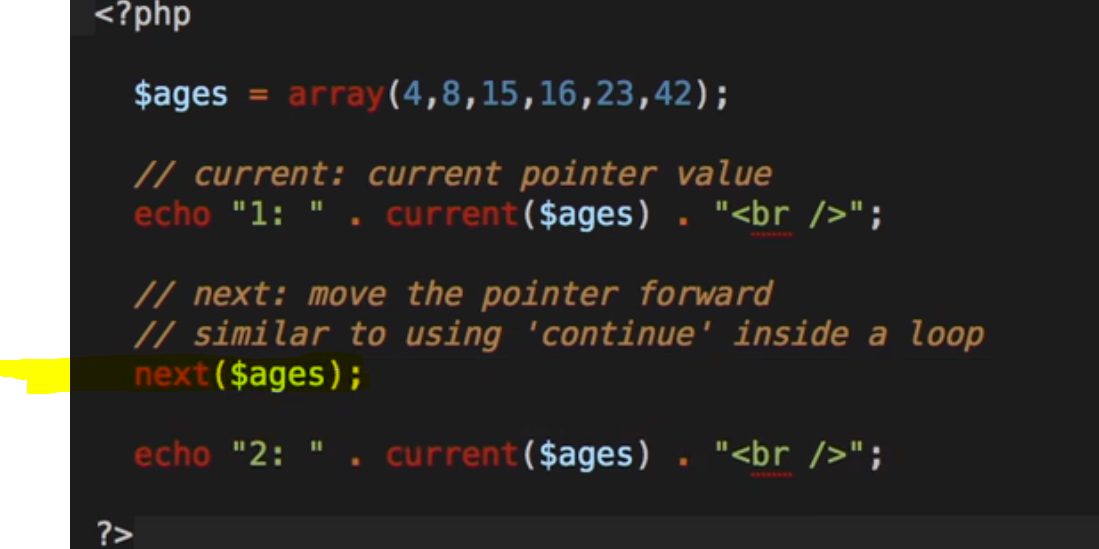 <?php
$ages = array(4,8,15,16,23,42);
// current: current pointer value
echo "1: " . current($ages) . "<br />";
// next: move the pointer forward
// similar to using 'continue' inside a loop
next($ages);
echo "2: " . current($ages) . "<br />";
?>